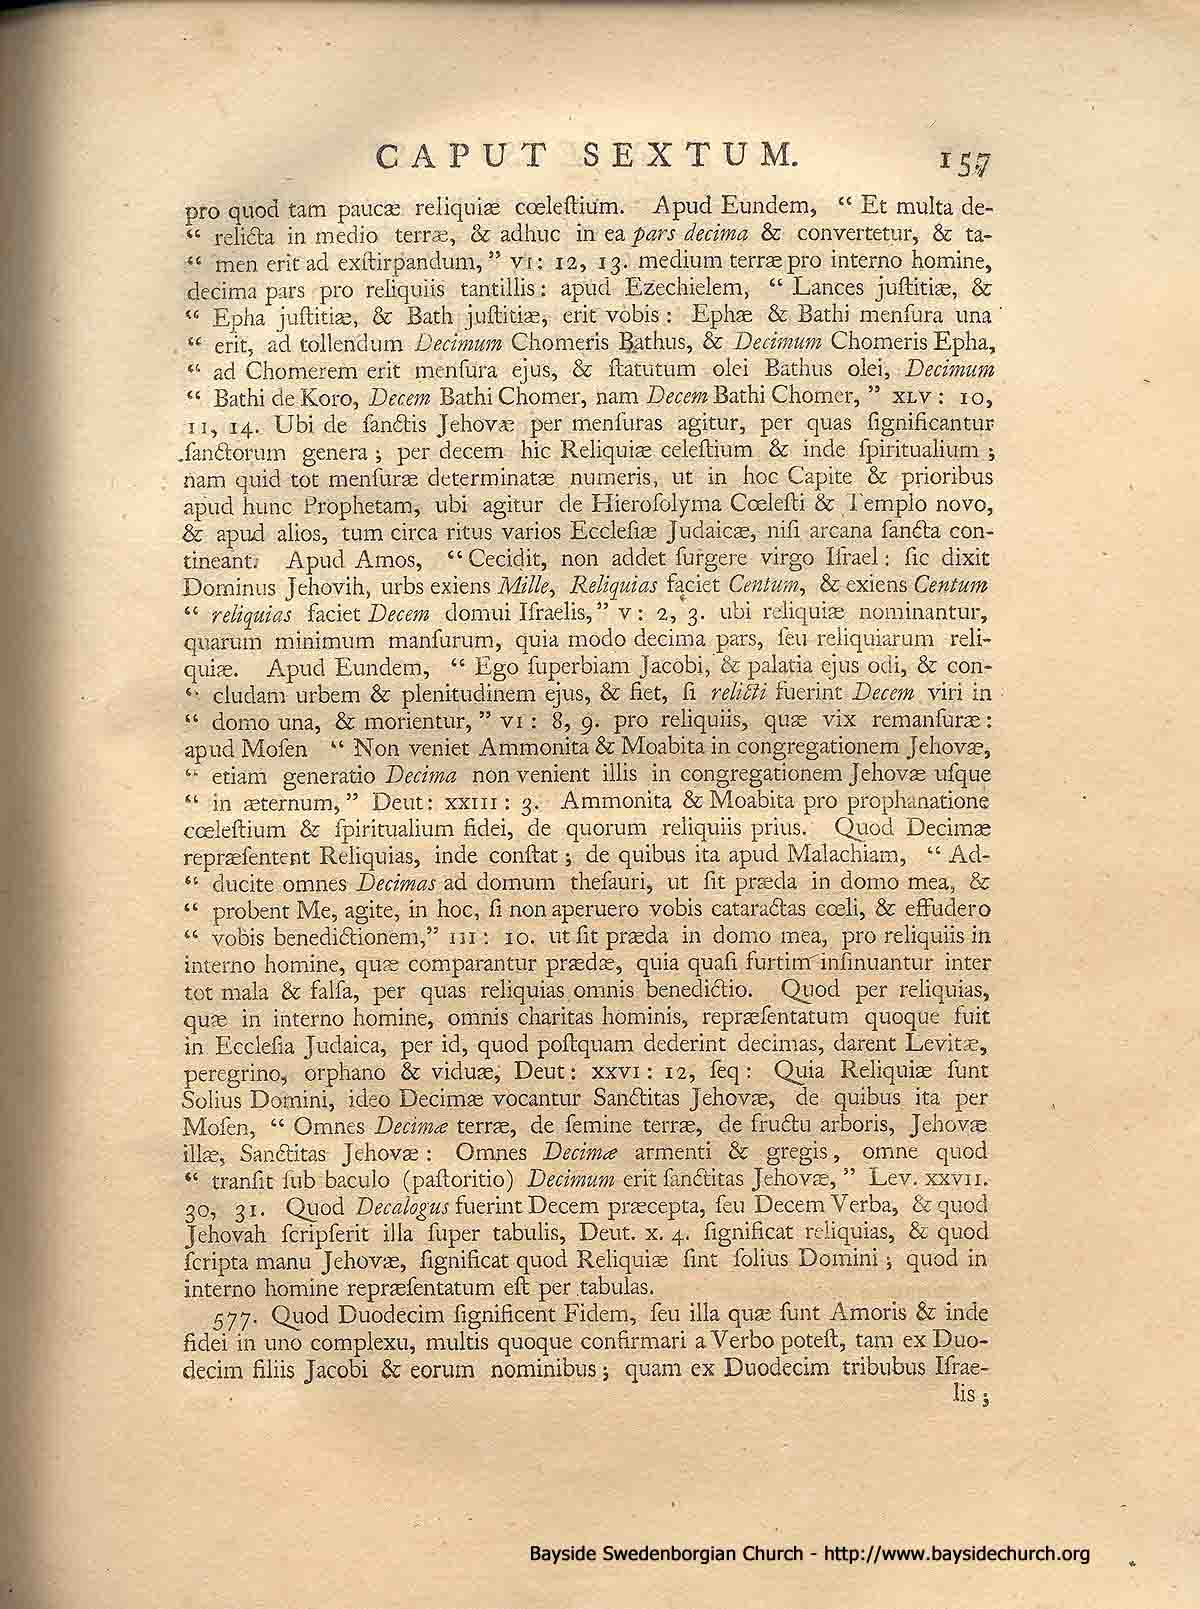 CAPUT SEXTUM. 157
pro quod tam paucæ reliquiæ cœleſtium. Apud Eundem, “ Et multa de-
“ relicta in medio terræ, & adhuc in ea pars decima & convertetur, & ta-
“ men erit ad exſtirpandum, ” VI: 12, 13. medium terræ pro interno homine,
decima pars pro reliquiis tantillis: apud Ezechielem, “ Lances juſtitiæ, &
“ Epha juſtitiæ, & Bath juſtitiæ, erit vobis: Ephæ & Bathi menſura una
“ erit, ad tollendum Decimum Chomeris Bathus, & Decimum Chomeris Epha,
“ ad Chomerem erit menſura ejus, & ſtatutum olei Bathus olei, Decimum
“ Bathi de Koro, Decem Bathi Chomer, nam Decem Bathi Chomer, ” XLV: 10,
11, 14. Ubi de ſanctis Jehovæ per menſuras agitur, per quas ſignificantur
ſanctorum genera; per decem hic Reliquiæ celeſtium & inde ſpiritualium;
nam quid tot menſuræ determinatæ numeris, ut in hoc Capite & prioribus
apud hunc Prophetam, ubi agitur de Hieroſolyma Cœleſti & Templo novo,
& apud alios, tum circa ritus varios Eccleſiæ Judaicæ, niſi arcana ſancta con-
tineant. Apud Amos, “ Cecidit, non addet ſurgere virgo Iſrael: ſic dixit
Dominus Jehovih, urbs exiens Mille, Reliquias faciet Centum, & exiens Centum
“ reliquias faciet Decem domui Iſraelis, ” V: 2, 3. ubi reliquiæ nominantur,
quarum minimum manſurum, quia modo decima pars, ſeu reliquiarum reli-
quiæ. Apud Eundem, “ Ego ſuperbiam Jacobi, & palatia ejus odi, & con-
“ cludam urbem & plenitudinem ejus, & fiet, ſi relicti fuerint Decem viri in
“ domo una, & morientur, ” VI: 8, 9. pro reliquiis, quæ vix remanſuræ:
apud Moſen “ Non veniet Ammonita & Moabita in congregationem Jehovæ,
“ etiam generatio Decima non venient illis in congregationem Jehovæ uſque
“ in æternum, ” Deut: XXIII: 3. Ammonita & Moabita pro prophanatione
cœleſtium & ſpiritualium fidei, de quorum reliquiis prius. Quod Decimæ
repræſentent Reliquias, inde conſtat; de quibus ita apud Malachiam, “ Ad-
“ ducite omnes Decimas ad domum theſauri, ut ſit præda in domo mea, &
“ probent Me, agite, in hoc, ſi non aperuero vobis cataractas cœli, & effudero
“ vobis benedictionem, ” III: 10. ut ſit præda in domo mea, pro reliquiis in
interno homine, quæ comparantur prædæ, quia quaſi furtim inſinuantur inter
tot mala & falſa, per quas reliquias omnis benedictio. Quod per reliquias,
quæ in interno homine, omnis charitas hominis, repræſentatum quoque fuit
in Eccleſia Judaica, per id, quod poſtquam dederint decimas, darent Levitæ,
peregrino, orphano & viduæ, Deut: XXVI: 12, ſeq: Quia Reliquiæ ſunt
Solius Domini, ideo Decimæ vocantur Sanctitas Jehovæ, de quibus ita per
Moſen, “ Omnes Decimæ terræ, de ſemine terræ, de fructu arboris, Jehovæ
illæ, Sanctitas Jehovæ: Omnes Decimæ armenti & gregis, omne quod
“ tranſit ſub baculo (paſtoritio) Decimum erit ſanctitas Jehovæ, ” Lev. XXVII.
30, 31. Quod Decalogus fuerint Decem præcepta, ſeu Decem Verba, & quod
Jehovah ſcripſerit illa ſuper tabulis, Deut. X. 4. ſignificat reliquias, & quod
ſcripta manu Jehovæ, ſignificat quod Reliquiæ ſint ſolius Domini; quod in
interno homine repræſentatum eſt per tabulas.
577. Quod Duodecim ſignificent Fidem, ſeu illa quæ ſunt Amoris & inde
fidei in uno complexu, multis quoque confirmari a Verbo poteſt, tam ex Duo-
decim filiis Jacobi & eorum nominibus; quam ex Duodecim tribubus Iſrae-
lis;
Bayside Swedenborgian Church - http://www.baysidechurch.org